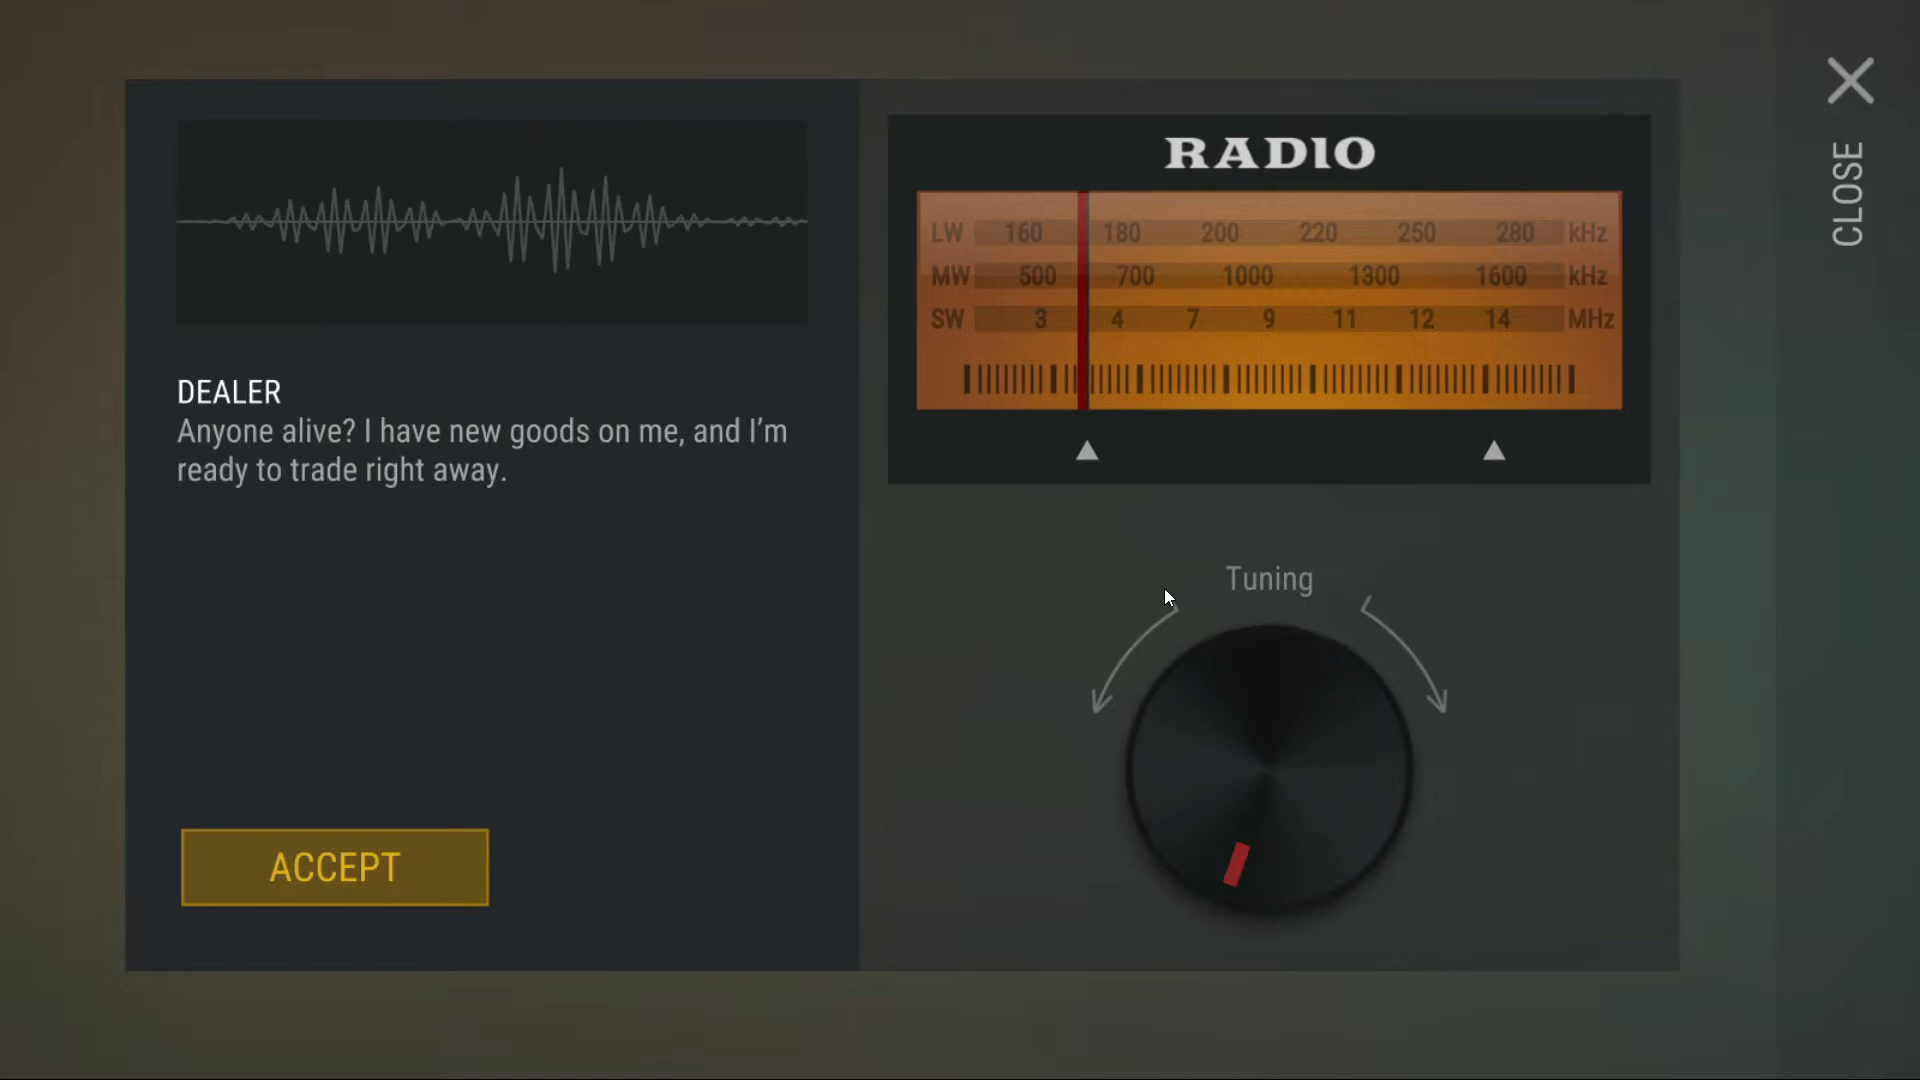 DEALER
Anyone alive? I have new goods on me, and I’m
ready to trade right away.
ACCEPT
RADIO
LW 160 180 200 220 250 280 kHz
MW 500 700 1000 1300 1600 kHz
SW 3 4 7 9 11 12 14 MHz
Tuning
CLOSE